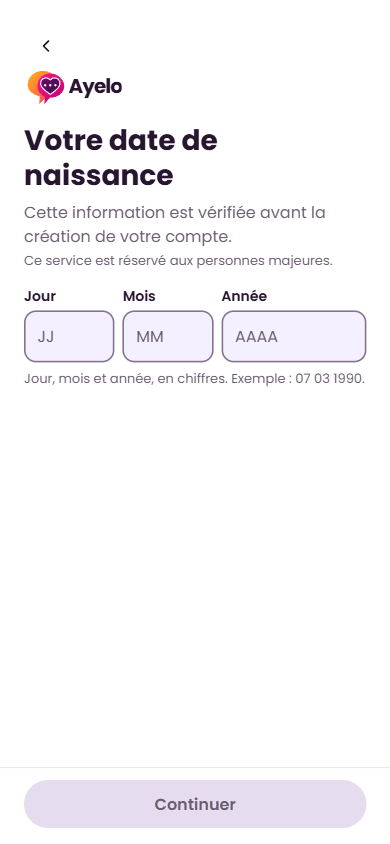 Ayelo
Votre date de
naissance
Cette information est vérifiée avant la
création de votre compte.
Ce service est réservé aux personnes majeures.
Jour Mois Année
JJ MM AAAA
Jour, mois et année, en chiffres. Exemple : 07 03 1990.
Continuer